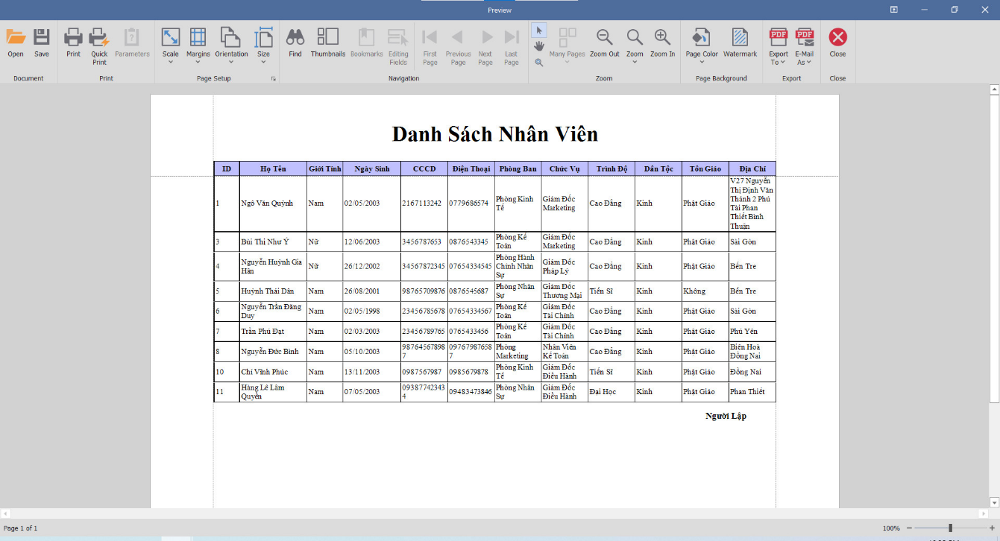 Preview
Open Save Print Quick Print Parameters Scale Margins Orientation Size Find Thumbnails Bookmarks Editing Fields First Page Previous Page Next Page Last Page Many Pages Zoom Out Zoom Zoom In Page Color Watermark Export To E-Mail As Close
PDF PDF
Document Print Page Setup Navigation Zoom Page Background Export Close
Danh Sách Nhân Viên
ID Họ Tên Giới Tính Ngày Sinh CCCD Điện Thoại Phòng Ban Chức Vụ Trình Độ Dân Tộc Tôn Giáo Địa Chỉ
1 Ngô Văn Quỳnh Nam 02/05/2003 2167113242 0779686574 Phòng Kinh Tế Giám Đốc Marketing Cao Đẳng Kinh Phật Giáo V27 Nguyễn Thị Định Văn Thánh 2 Phú Tài Phan Thiết Bình Thuận
3 Bùi Thị Như Ý Nữ 12/06/2003 3456787653 0876543345 Phòng Kế Toán Giám Đốc Marketing Cao Đẳng Kinh Phật Giáo Sài Gòn
4 Nguyễn Huỳnh Gia Hân Nữ 26/12/2002 34567872345 07654334545 Phòng Hành Chính Nhân Sự Giám Đốc Pháp Lý Cao Đẳng Kinh Phật Giáo Bến Tre
5 Huỳnh Thái Dân Nam 26/08/2001 98765709876 0876545687 Phòng Nhân Sự Giám Đốc Thương Mại Tiến Sĩ Kinh Không Bến Tre
6 Nguyễn Trần Đăng Duy Nam 02/05/1998 23456785678 07654334567 Phòng Kế Toán Giám Đốc Tài Chính Cao Đẳng Kinh Phật Giáo Sài Gòn
7 Trần Phú Đạt Nam 02/03/2003 23456789765 0765433456 Phòng Kế Toán Giám Đốc Tài Chính Cao Đẳng Kinh Phật Giáo Phú Yên
8 Nguyễn Đức Bình Nam 05/10/2003 987645678987 097679876587 Phòng Marketing Nhân Viên Kế Toán Cao Đẳng Kinh Phật Giáo Biên Hoà Đồng Nai
10 Chí Vĩnh Phúc Nam 13/11/2003 0987567987 0985679878 Phòng Kinh Tế Giám Đốc Điều Hành Tiến Sĩ Kinh Phật Giáo Đồng Nai
11 Hàng Lê Lâm Quyền Nam 07/05/2003 093877423434 09483473846 Phòng Nhân Sự Giám Đốc Điều Hành Đại Học Kinh Phật Giáo Phan Thiết
Người Lập
Page 1 of 1
100%